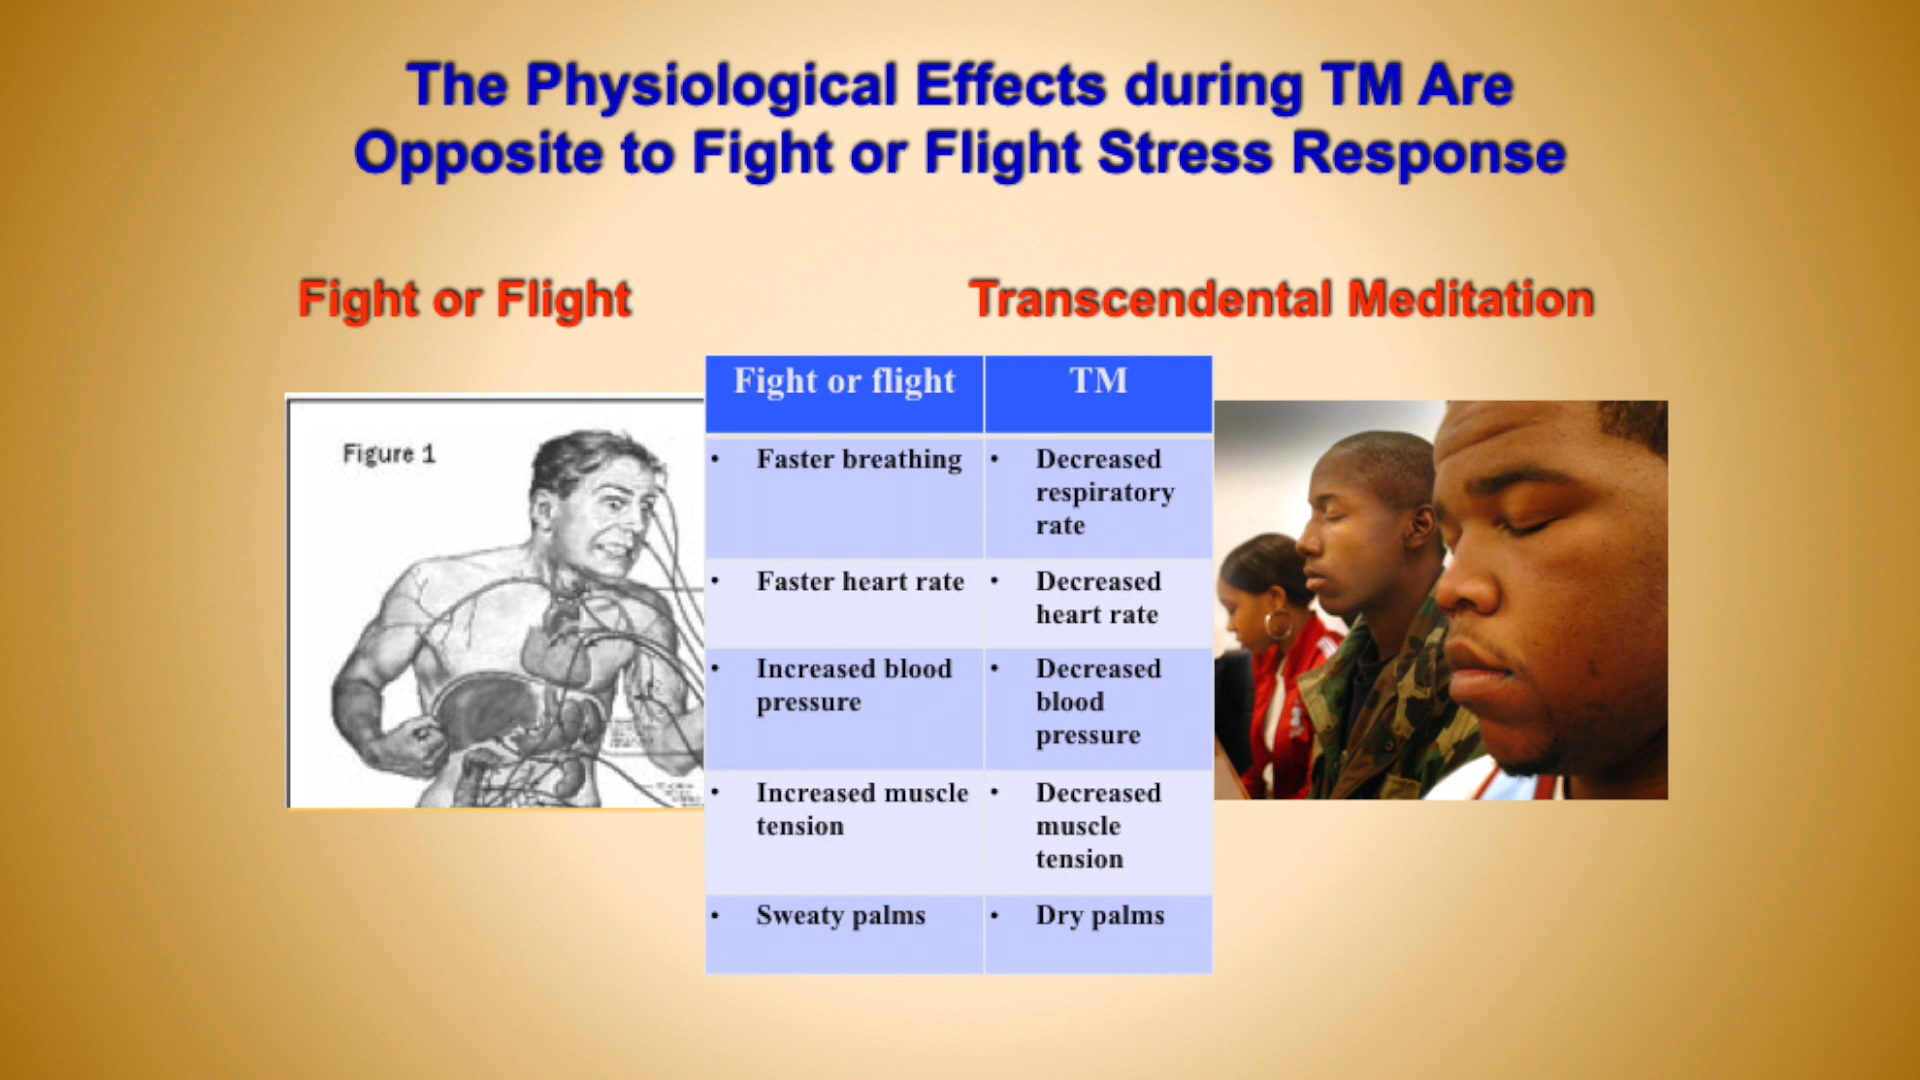 The Physiological Effects during TM Are
Opposite to Fight or Flight Stress Response
Fight or Flight
Transcendental Meditation
Figure 1
Fight or flight
TM
• Faster breathing
• Decreased
respiratory
rate
• Faster heart rate
• Decreased
heart rate
• Increased blood
pressure
• Decreased
blood
pressure
• Increased muscle
tension
• Decreased
muscle
tension
• Sweaty palms
• Dry palms